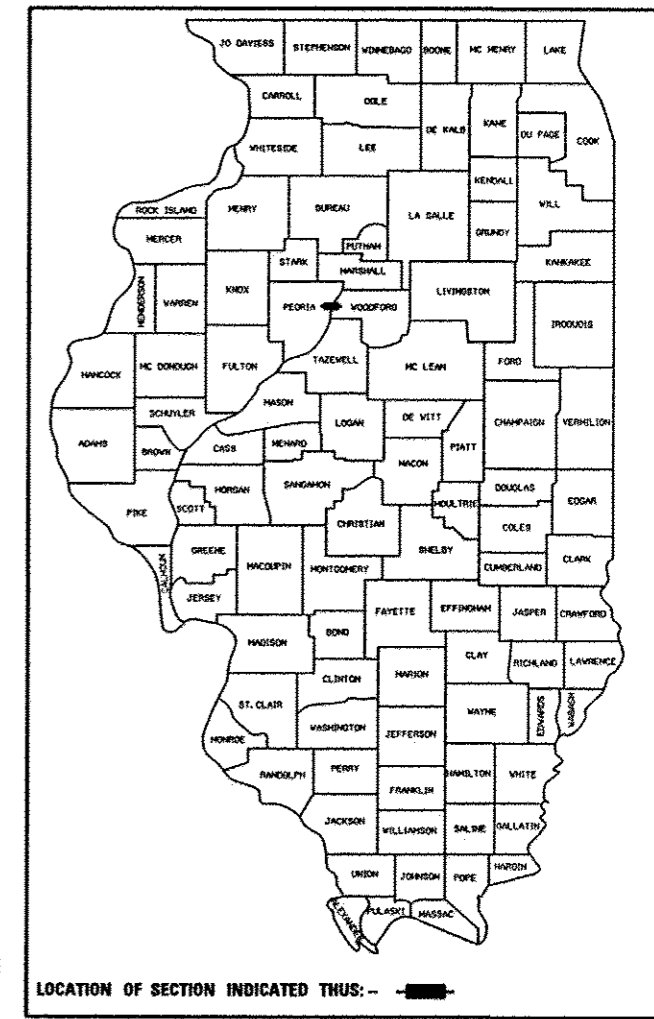 JO DAVIESS STEPHENSON WINNEBAGO BOONE MC HENRY LAKE
CARROLL OGLE DE KALB KANE DU PAGE COOK
WHITESIDE LEE KENDALL WILL
ROCK ISLAND HENRY BUREAU LA SALLE GRUNDY
MERCER PUTNAM KANKAKEE
STARK MARSHALL
HENDERSON WARREN KNOX PEORIA WOODFORD LIVINGSTON IROQUOIS
HANCOCK MC DONOUGH FULTON TAZEWELL MC LEAN FORD
SCHUYLER MASON LOGAN DE WITT CHAMPAIGN VERMILION
ADAMS BROWN CASS MENARD MACON PIATT
PIKE SCOTT MORGAN SANGAMON CHRISTIAN MOULTRIE DOUGLAS EDGAR
COLES
CALHOUN GREENE MACOUPIN MONTGOMERY SHELBY CUMBERLAND CLARK
JERSEY FAYETTE EFFINGHAM JASPER CRAWFORD
MADISON BOND
CLINTON MARION CLAY RICHLAND LAWRENCE
ST. CLAIR WASHINGTON JEFFERSON WAYNE EDWARDS WABASH
MONROE
RANDOLPH PERRY FRANKLIN HAMILTON WHITE
JACKSON WILLIAMSON SALINE GALLATIN
UNION JOHNSON POPE HARDIN
ALEXANDER PULASKI MASSAC
LOCATION OF SECTION INDICATED THUS: -